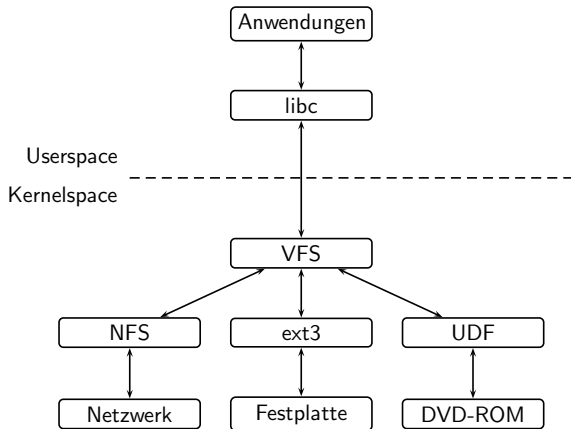 Anwendungen
libc
Userspace
Kernelspace
VFS
NFS
ext3
UDF
Netzwerk
Festplatte
DVD-ROM